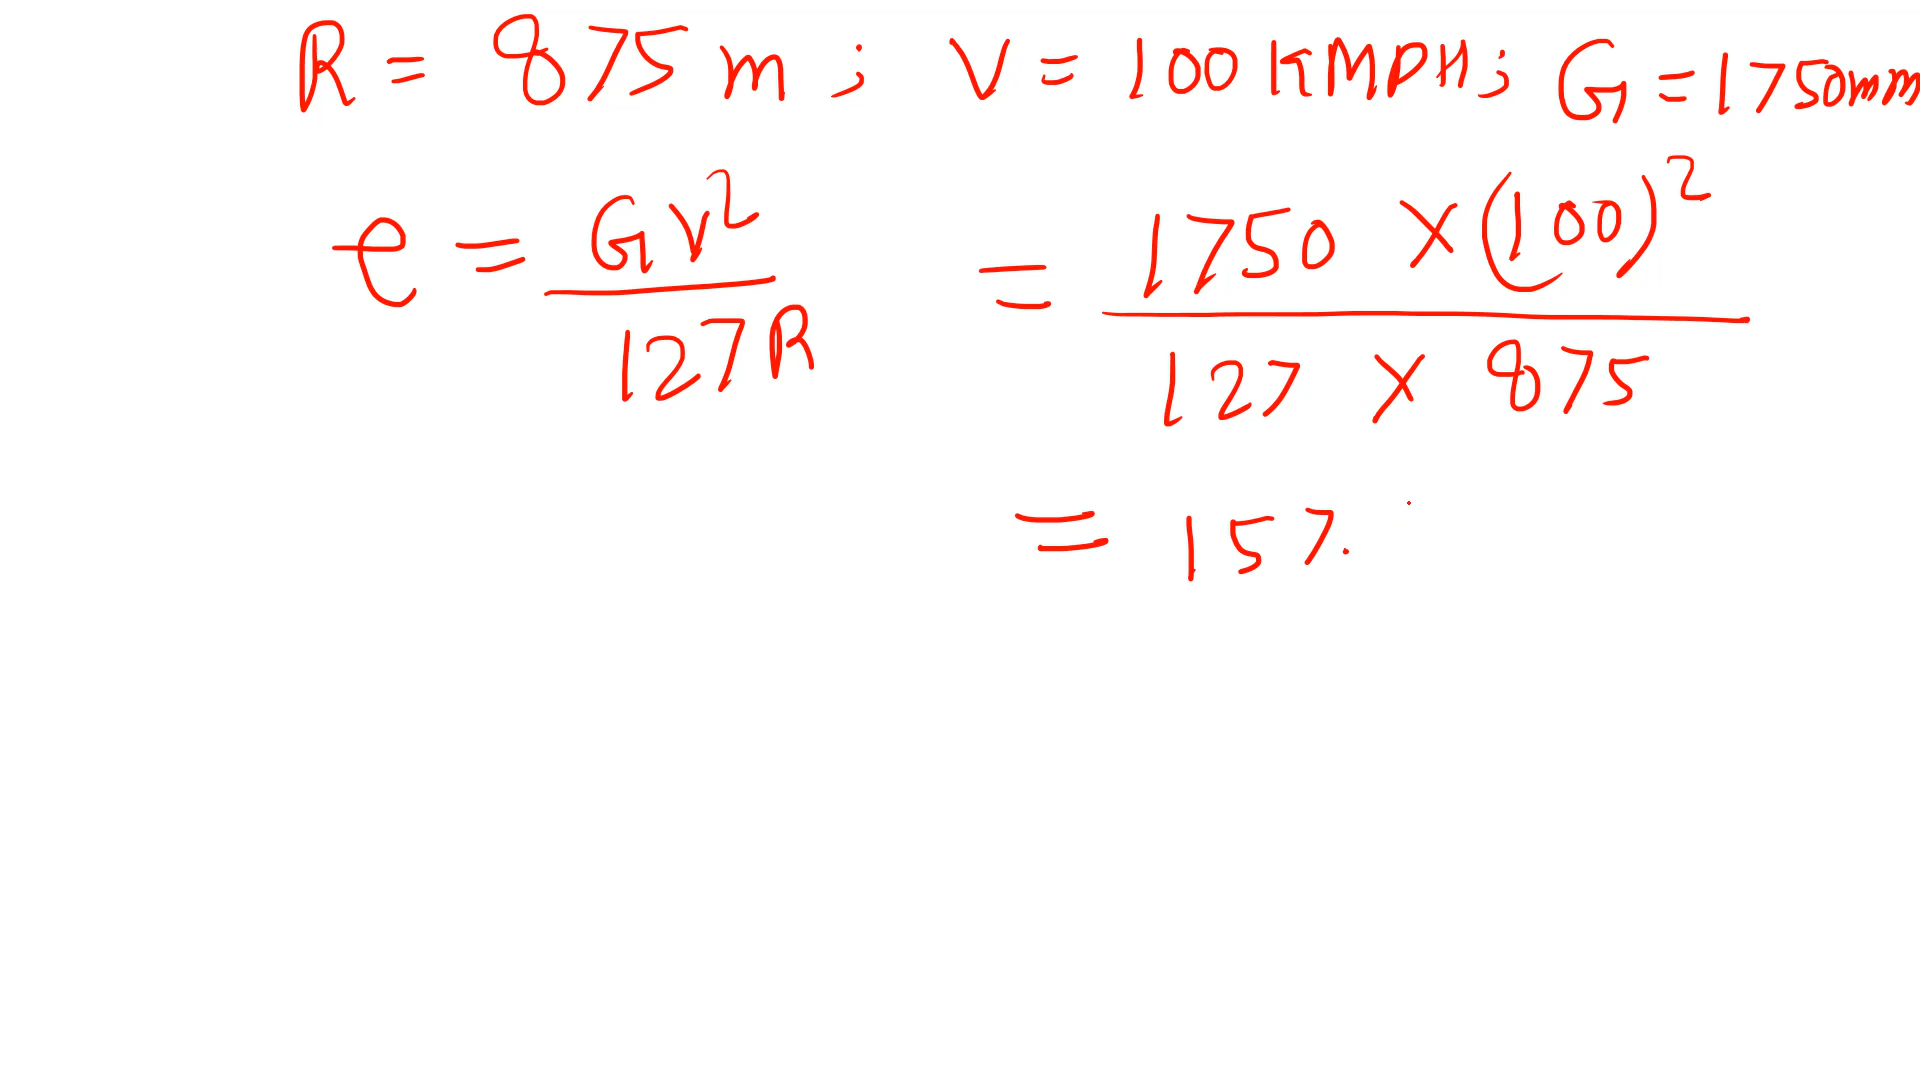 R = 875 m ; V = 100 KMPH; G = 1750mm
e = GV² / 127R = 1750 × (100)² / 127 × 875
= 157.